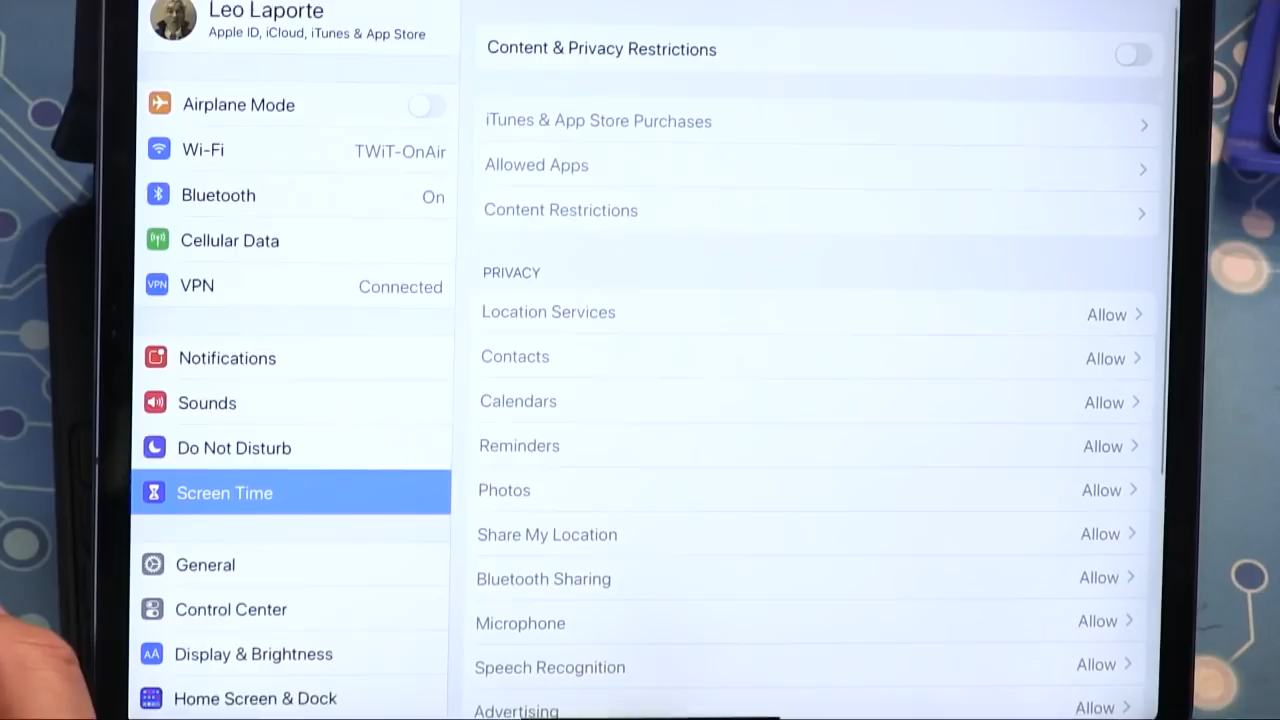 Leo Laporte
Apple ID, iCloud, iTunes & App Store
Airplane Mode
Wi-Fi TWiT-OnAir
Bluetooth On
Cellular Data
VPN VPN Connected
Notifications
Sounds
Do Not Disturb
Screen Time
General
Control Center
AA Display & Brightness
Home Screen & Dock
Content & Privacy Restrictions
iTunes & App Store Purchases
Allowed Apps
Content Restrictions
PRIVACY
Location Services Allow
Contacts Allow
Calendars Allow
Reminders Allow
Photos Allow
Share My Location Allow
Bluetooth Sharing Allow
Microphone Allow
Speech Recognition Allow
Advertising Allow